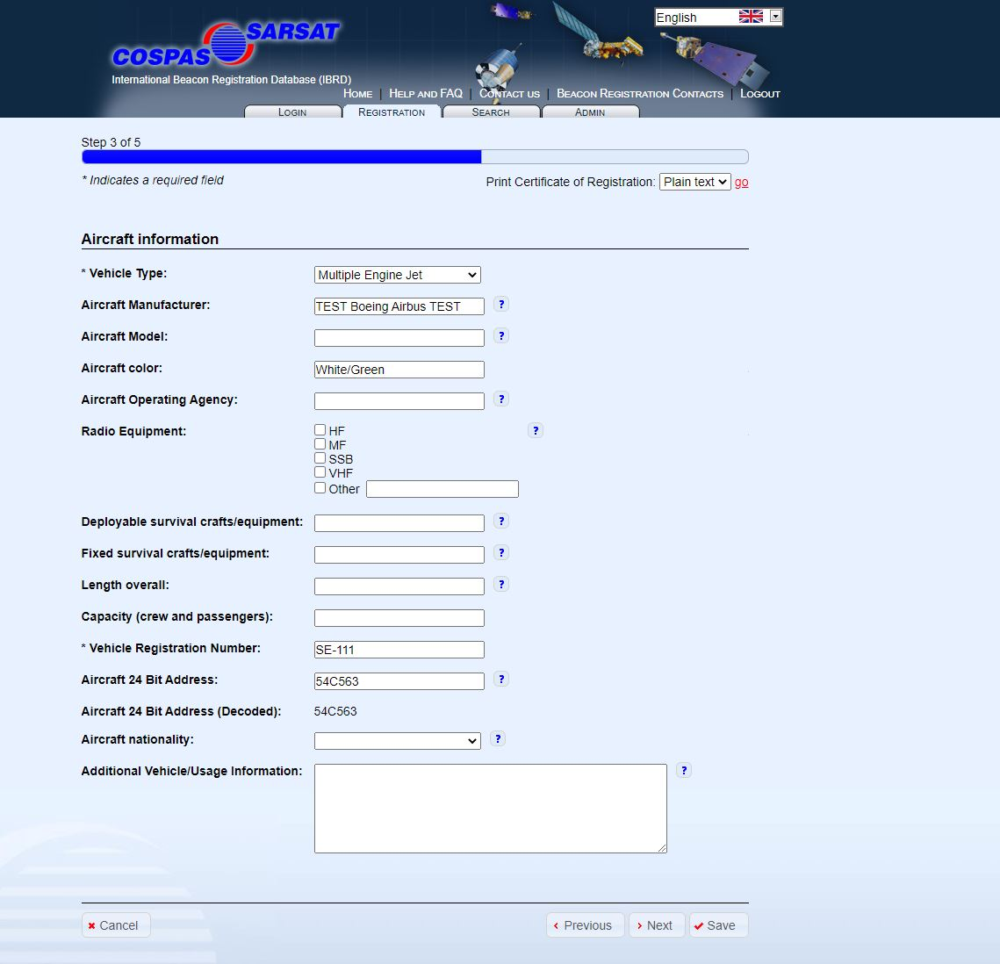 English
SARSAT
COSPAS
International Beacon Registration Database (IBRD)
Home | Help and FAQ | Contact us | Beacon Registration Contacts | Logout
Login Registration Search Admin
Step 3 of 5
* Indicates a required field
Print Certificate of Registration: Plain text go
Aircraft information
* Vehicle Type: Multiple Engine Jet
Aircraft Manufacturer: TEST Boeing Airbus TEST ?
Aircraft Model: ?
Aircraft color: White/Green
Aircraft Operating Agency: ?
Radio Equipment: HF ?
MF
SSB
VHF
Other
Deployable survival crafts/equipment: ?
Fixed survival crafts/equipment: ?
Length overall: ?
Capacity (crew and passengers):
* Vehicle Registration Number: SE-111
Aircraft 24 Bit Address: 54C563 ?
Aircraft 24 Bit Address (Decoded): 54C563
Aircraft nationality: ?
Additional Vehicle/Usage Information: ?
Cancel Previous Next Save